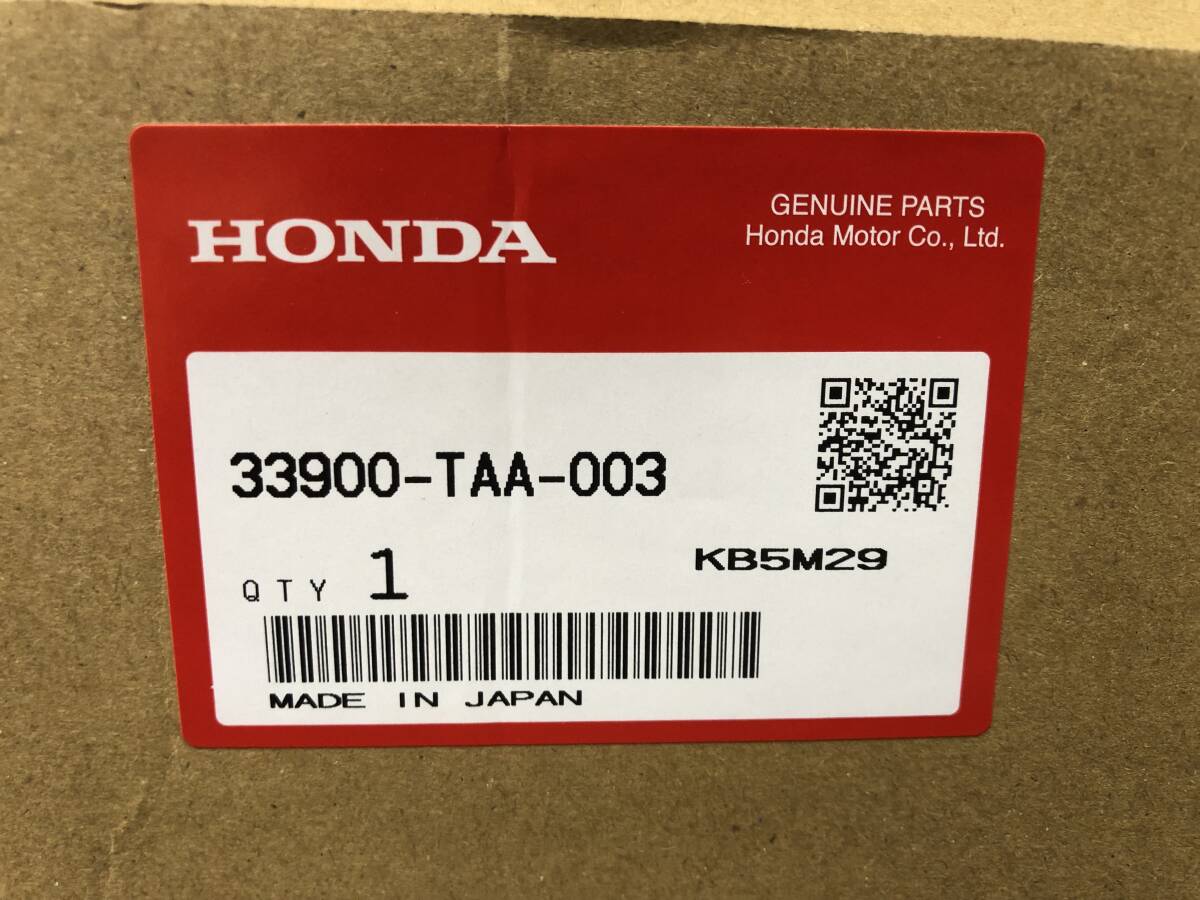 HONDA
GENUINE PARTS
Honda Motor Co., Ltd.
33900-TAA-003
QTY 1
KB5M29
MADE IN JAPAN